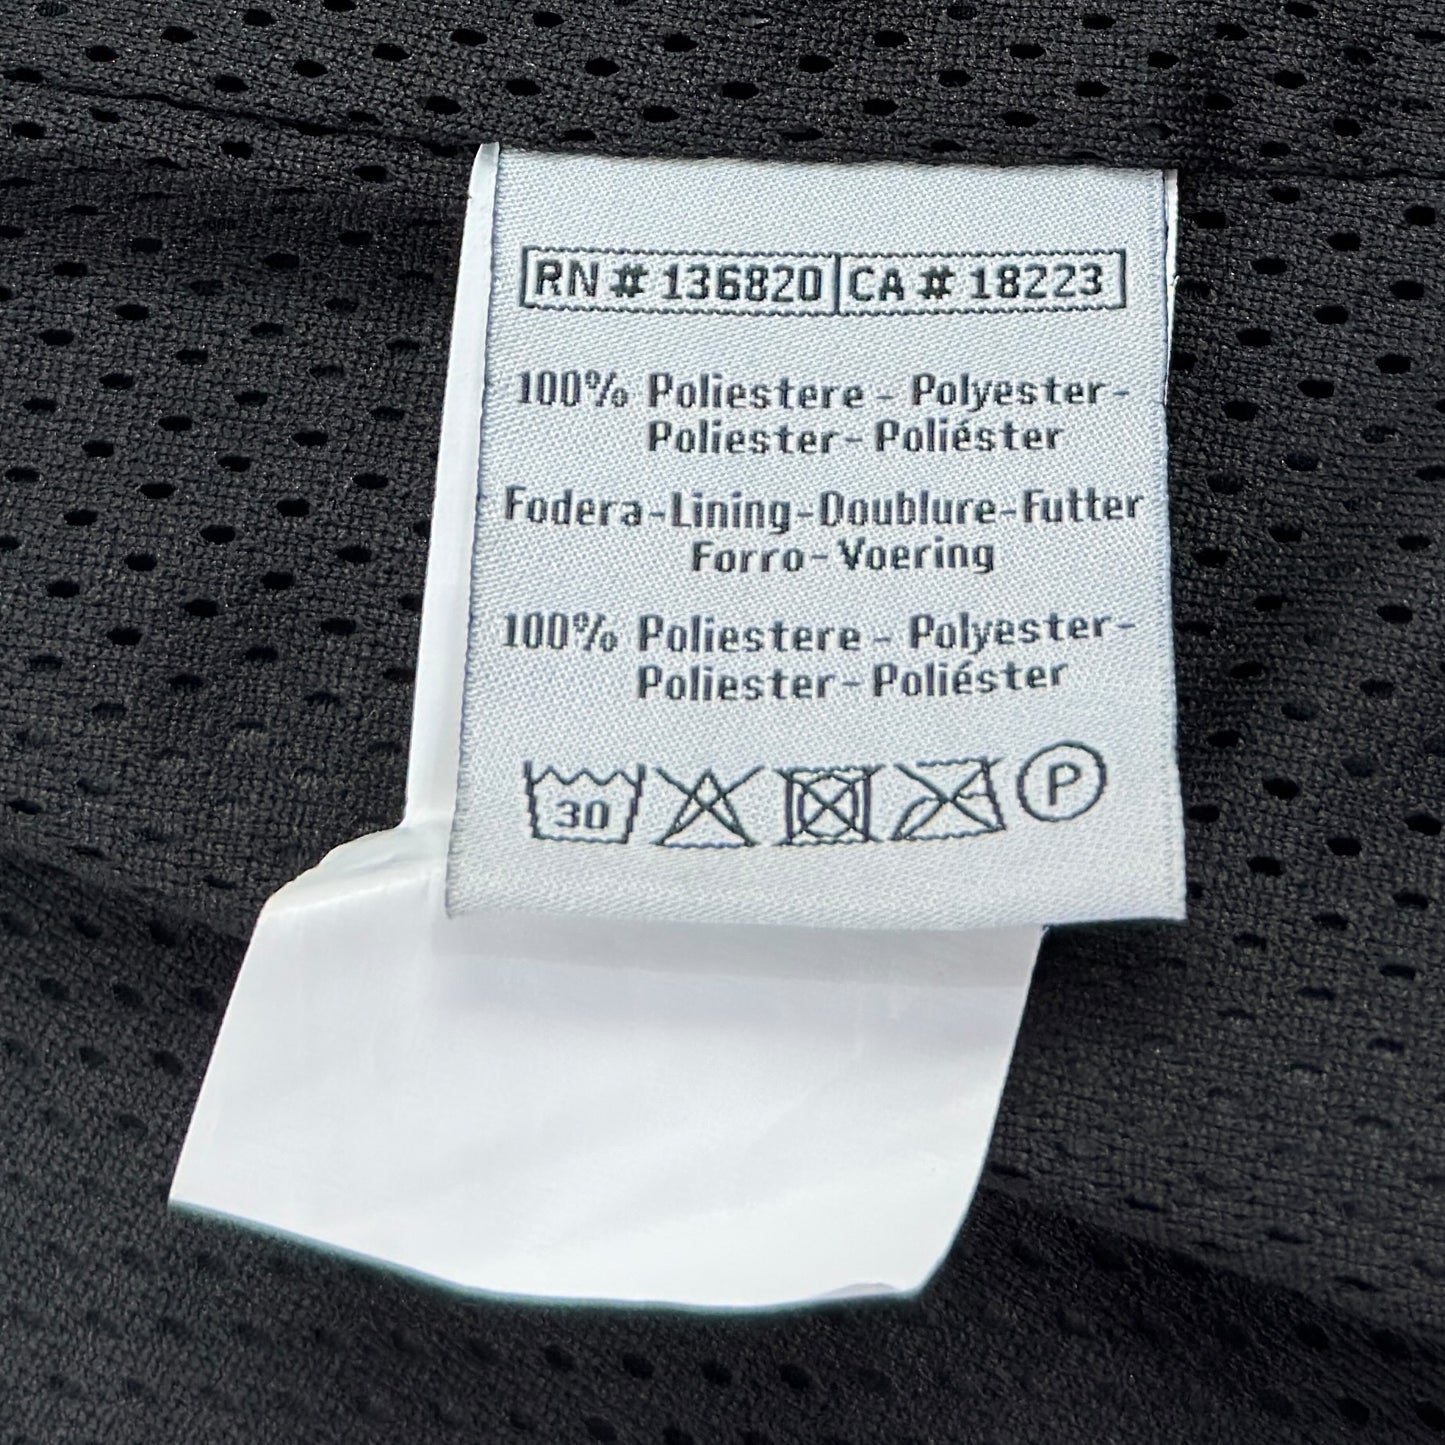 RN # 136820 CA # 18223
100% Poliestere - Polyester-
Poliester-Poliéster
Fodera-Lining-Doublure-Futter
Forro-Voering
100% Poliestere - Polyester-
Poliester-Poliéster
30 P